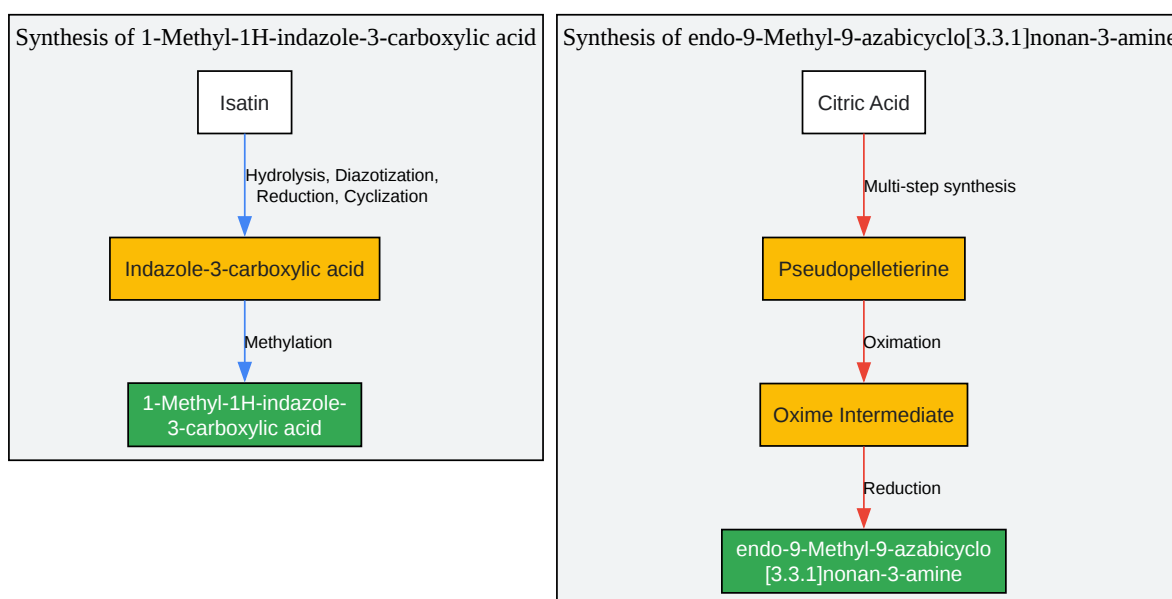 Synthesis of 1-Methyl-1H-indazole-3-carboxylic acid
Isatin
Hydrolysis, Diazotization,
Reduction, Cyclization
Indazole-3-carboxylic acid
Methylation
1-Methyl-1H-indazole-
3-carboxylic acid
Synthesis of endo-9-Methyl-9-azabicyclo[3.3.1]nonan-3-amine
Citric Acid
Multi-step synthesis
Pseudopelletierine
Oximation
Oxime Intermediate
Reduction
endo-9-Methyl-9-azabicyclo
[3.3.1]nonan-3-amine